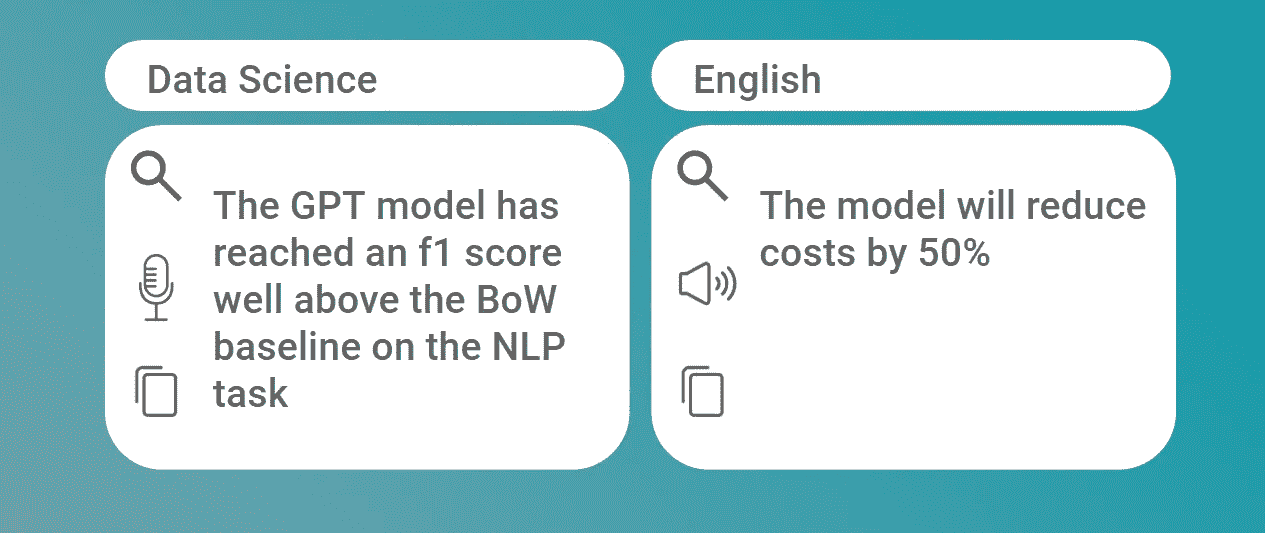 Data Science
English
The GPT model has
reached an f1 score
well above the BoW
baseline on the NLP
task
The model will reduce
costs by 50%